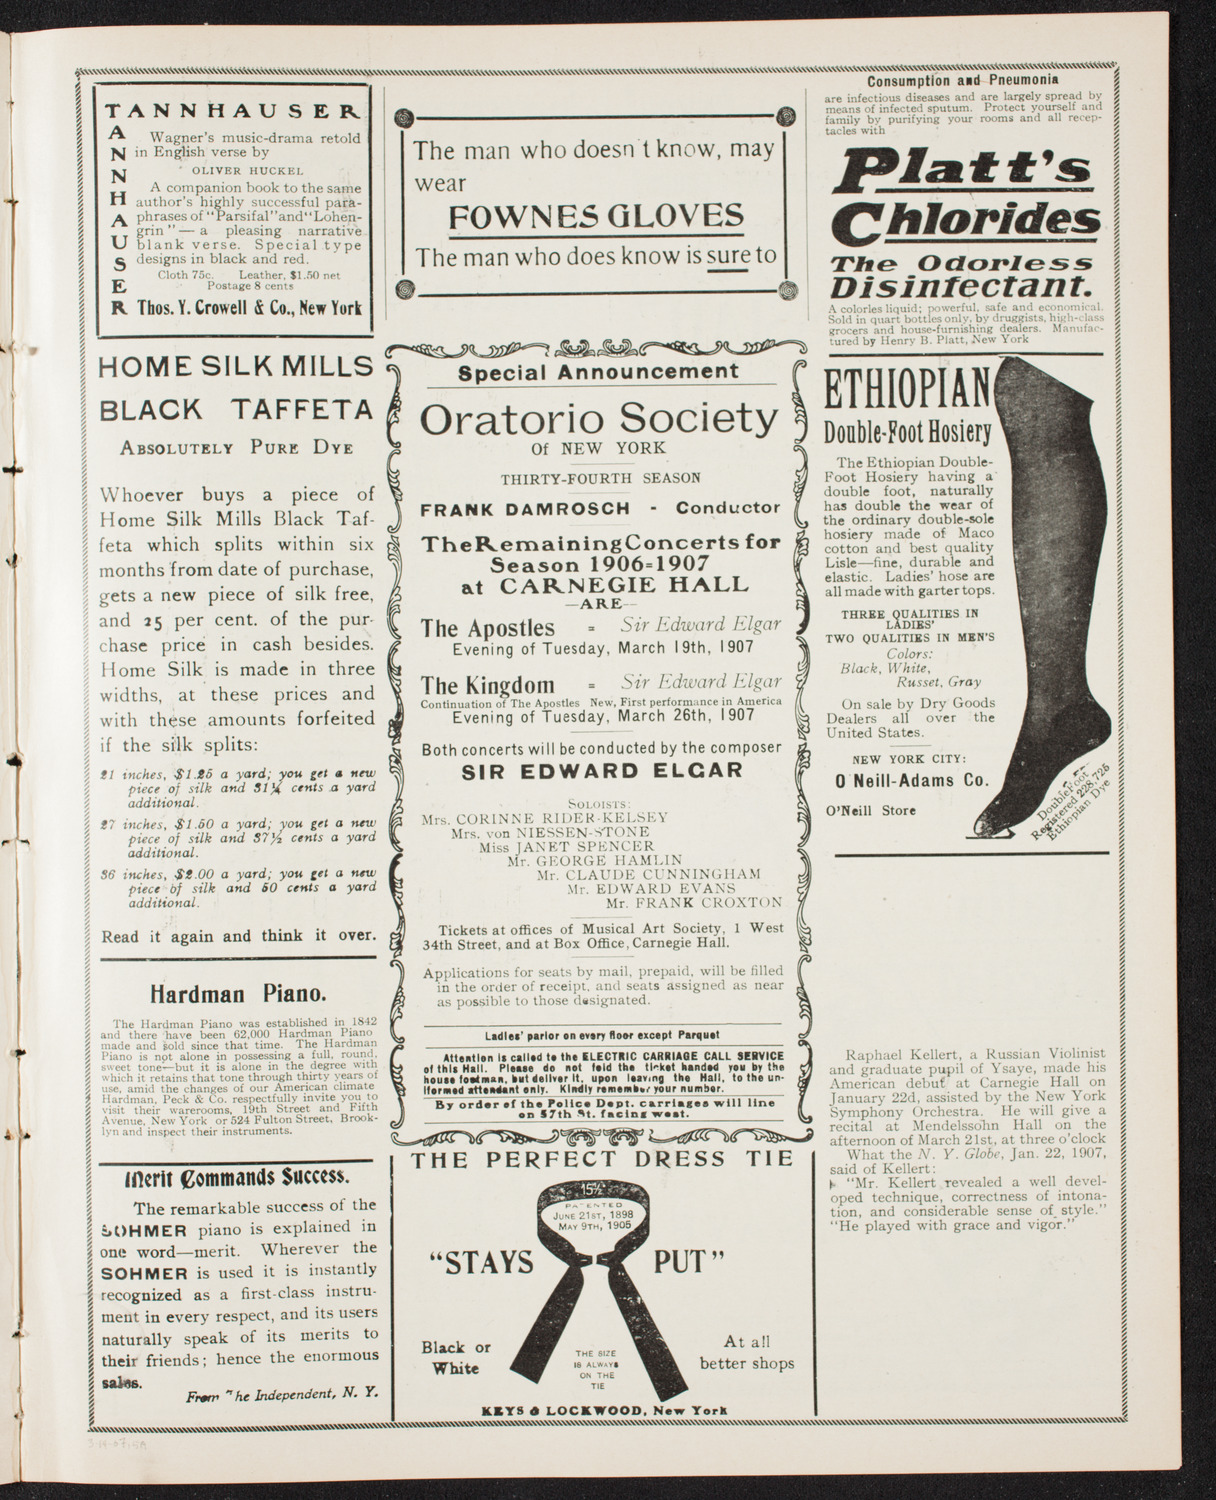 TANNHAUSER
TANNHAUSER
Wagner's music-drama retold
in English verse by
OLIVER HUCKEL
A companion book to the same
author's highly successful para-
phrases of "Parsifal" and "Lohen-
grin" — a pleasing narrative
blank verse. Special type
designs in black and red.
Cloth 75c. Leather, $1.50 net
Postage 8 cents
Thos. Y. Crowell & Co., New York
HOME SILK MILLS
BLACK TAFFETA
ABSOLUTELY PURE DYE
Whoever buys a piece of
Home Silk Mills Black Taf-
feta which splits within six
months from date of purchase,
gets a new piece of silk free,
and 25 per cent. of the pur-
chase price in cash besides.
Home Silk is made in three
widths, at these prices and
with these amounts forfeited
if the silk splits:
21 inches, $1.25 a yard; you get a new
piece of silk and 31¼ cents a yard
additional.
27 inches, $1.50 a yard; you get a new
piece of silk and 37½ cents a yard
additional.
36 inches, $2.00 a yard; you get a new
piece of silk and 50 cents a yard
additional.
Read it again and think it over.
Hardman Piano.
The Hardman Piano was established in 1842
and there have been 62,000 Hardman Piano
made and sold since that time. The Hardman
Piano is not alone in possessing a full, round,
sweet tone—but it is alone in the degree with
which it retains that tone through thirty years of
use, amid the changes of our American climate
Hardman, Peck & Co. respectfully invite you to
visit their warerooms, 19th Street and Fifth
Avenue, New York or 524 Fulton Street, Brook-
lyn and inspect their instruments.
Merit Commands Success.
The remarkable success of the
SOHMER piano is explained in
one word—merit. Wherever the
SOHMER is used it is instantly
recognized as a first-class instru-
ment in every respect, and its users
naturally speak of its merits to
their friends; hence the enormous
sales.
From The Independent, N. Y.
The man who doesn't know, may
wear
FOWNES GLOVES
The man who does know is sure to
Special Announcement
Oratorio Society
Of NEW YORK
THIRTY-FOURTH SEASON
FRANK DAMROSCH - Conductor
The Remaining Concerts for
Season 1906=1907
at CARNEGIE HALL
—ARE—
The Apostles = Sir Edward Elgar
Evening of Tuesday, March 19th, 1907
The Kingdom = Sir Edward Elgar
Continuation of The Apostles New, First performance in America
Evening of Tuesday, March 26th, 1907
Both concerts will be conducted by the composer
SIR EDWARD ELGAR
SOLOISTS:
Mrs. CORINNE RIDER-KELSEY
Mrs. von NIESSEN-STONE
Miss JANET SPENCER
Mr. GEORGE HAMLIN
Mr. CLAUDE CUNNINGHAM
Mr. EDWARD EVANS
Mr. FRANK CROXTON
Tickets at offices of Musical Art Society, 1 West
34th Street, and at Box Office, Carnegie Hall.
Applications for seats by mail, prepaid, will be filled
in the order of receipt, and seats assigned as near
as possible to those designated.
Ladies' parlor on every floor except Parquet
Attention is called to the ELECTRIC CARRIAGE CALL SERVICE
of this Hall. Please do not fold the ticket handed you by the
house footman, but deliver it, upon leaving the Hall, to the un-
iformed attendant only. Kindly remember your number.
By order of the Police Dept. carriages will line
on 57th St. facing west.
THE PERFECT DRESS TIE
15½
PATENTED
JUNE 21ST, 1898
MAY 9TH, 1905
"STAYS PUT"
Black or
White
THE SIZE
IS ALWAYS
ON THE
TIE
At all
better shops
KEYS & LOCKWOOD, New York
Consumption and Pneumonia
are infectious diseases and are largely spread by
means of infected sputum. Protect yourself and
family by purifying your rooms and all recep-
tacles with
Platt's
Chlorides
The Odorless
Disinfectant.
A colorles liquid; powerful, safe and economical.
Sold in quart bottles only, by druggists, high-class
grocers and house-furnishing dealers. Manufac-
tured by Henry B. Platt, New York
ETHIOPIAN
Double-Foot Hosiery
The Ethiopian Double-
Foot Hosiery having a
double foot, naturally
has double the wear of
the ordinary double-sole
hosiery made of Maco
cotton and best quality
Lisle—fine, durable and
elastic. Ladies' hose are
all made with garter tops.
THREE QUALITIES IN
LADIES'
TWO QUALITIES IN MEN'S
Colors:
Black, White,
Russet, Gray
On sale by Dry Goods
Dealers all over the
United States.
NEW YORK CITY:
O'Neill-Adams Co.
O'Neill Store
DoubleFoot
Registered 228,725
Ethiopian Dye
Raphael Kellert, a Russian Violinist
and graduate pupil of Ysaye, made his
American debut at Carnegie Hall on
January 22d, assisted by the New York
Symphony Orchestra. He will give a
recital at Mendelssohn Hall on the
afternoon of March 21st, at three o'clock
What the N. Y. Globe, Jan. 22, 1907,
said of Kellert:
"Mr. Kellert revealed a well devel-
oped technique, correctness of intona-
tion, and considerable sense of style."
"He played with grace and vigor."